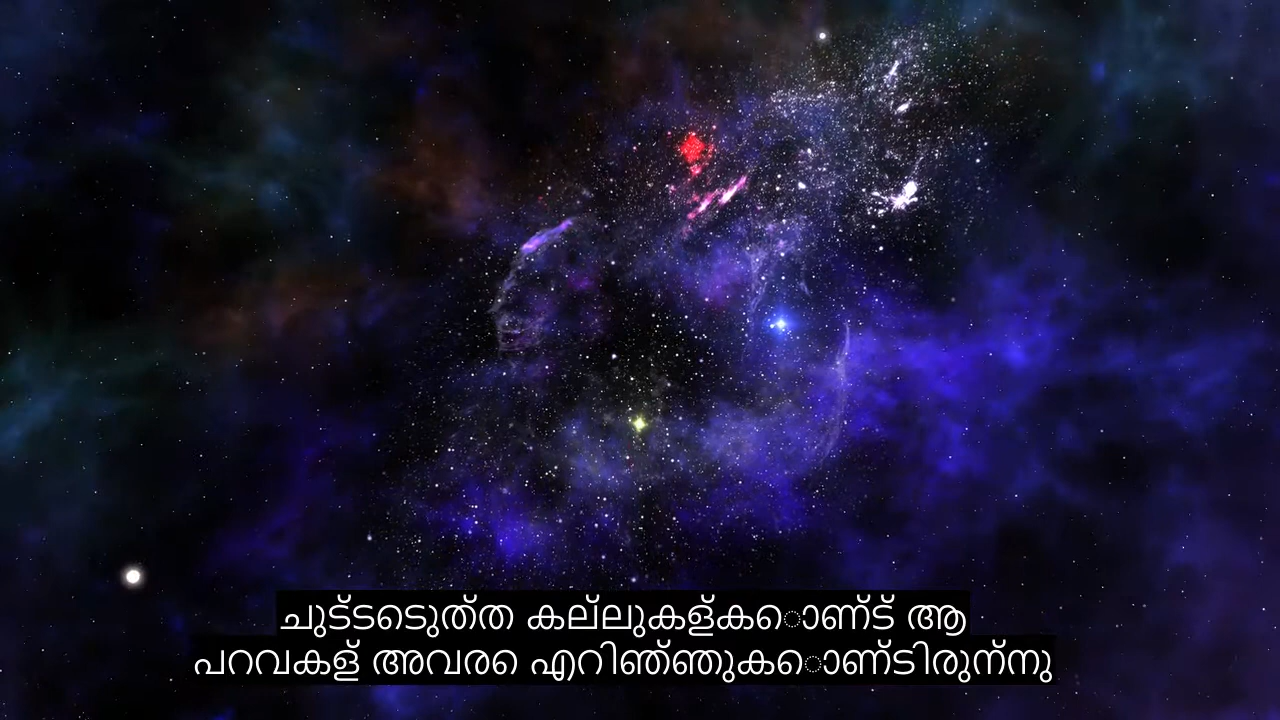 ചുട്ടടെുത്ത കല്ലുകള്കൊണ്ട് ആ
പറവകള് അവരെ എറിഞ്ഞുകൊണ്ടിരുന്നു